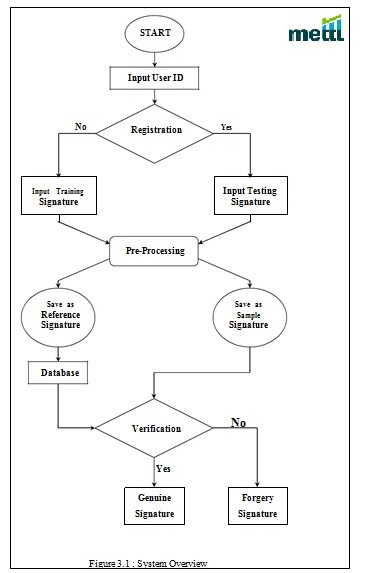 START
mettl
Input User ID
No
Registration
Yes
Input Training
Signature
Input Testing
Signature
Pre-Processing
Save as
Reference
Signature
Save as
Sample
Signature
Database
Verification
No
Yes
Genuine
Signature
Forgery
Signature
Figure 3.1 : System Overview